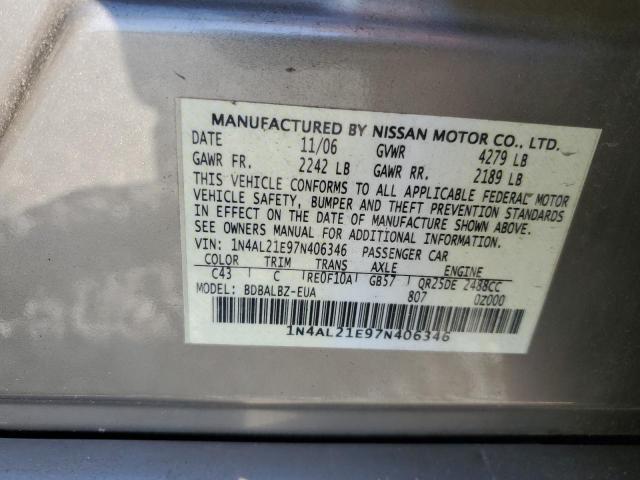 MANUFACTURED BY NISSAN MOTOR CO., LTD.
DATE 11/06 GVWR 4279 LB
GAWR FR. 2242 LB GAWR RR. 2189 LB
THIS VEHICLE CONFORMS TO ALL APPLICABLE FEDERAL MOTOR
VEHICLE SAFETY, BUMPER AND THEFT PREVENTION STANDARDS
IN EFFECT ON THE DATE OF MANUFACTURE SHOWN ABOVE.
SEE OWNERS MANUAL FOR ADDITIONAL INFORMATION.
VIN: 1N4AL21E97N406346 PASSENGER CAR
COLOR TRIM TRANS AXLE ENGINE
C43 C RE0F10A GB57 QR25DE 2488CC
MODEL: BDBALBZ-EUA 807 0Z000
1N4AL21E97N406346